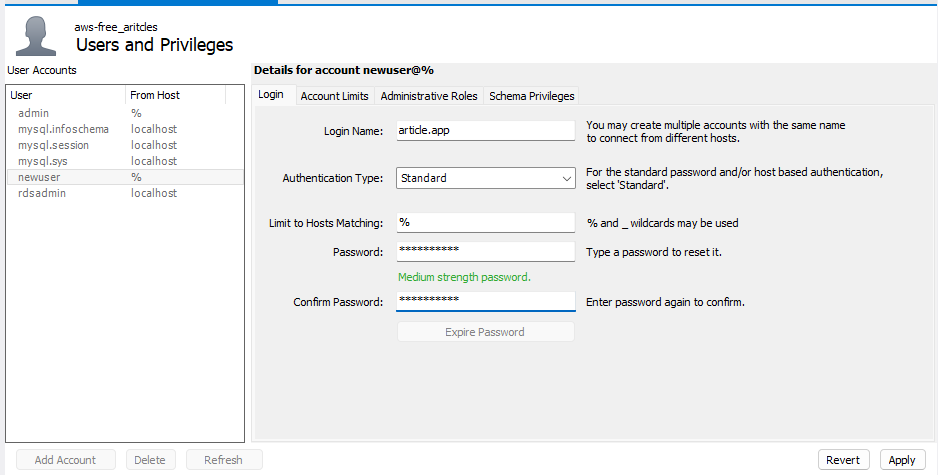 aws-free_aritcles
Users and Privileges
User Accounts
User From Host
admin %
mysql.infoschema localhost
mysql.session localhost
mysql.sys localhost
newuser %
rdsadmin localhost
Add Account Delete Refresh
Details for account newuser@%
Login Account Limits Administrative Roles Schema Privileges
Login Name: article.app You may create multiple accounts with the same name
to connect from different hosts.
Authentication Type: Standard For the standard password and/or host based authentication,
select 'Standard'.
Limit to Hosts Matching: % % and _ wildcards may be used
Password: ********** Type a password to reset it.
Medium strength password.
Confirm Password: ********** Enter password again to confirm.
Expire Password
Revert Apply